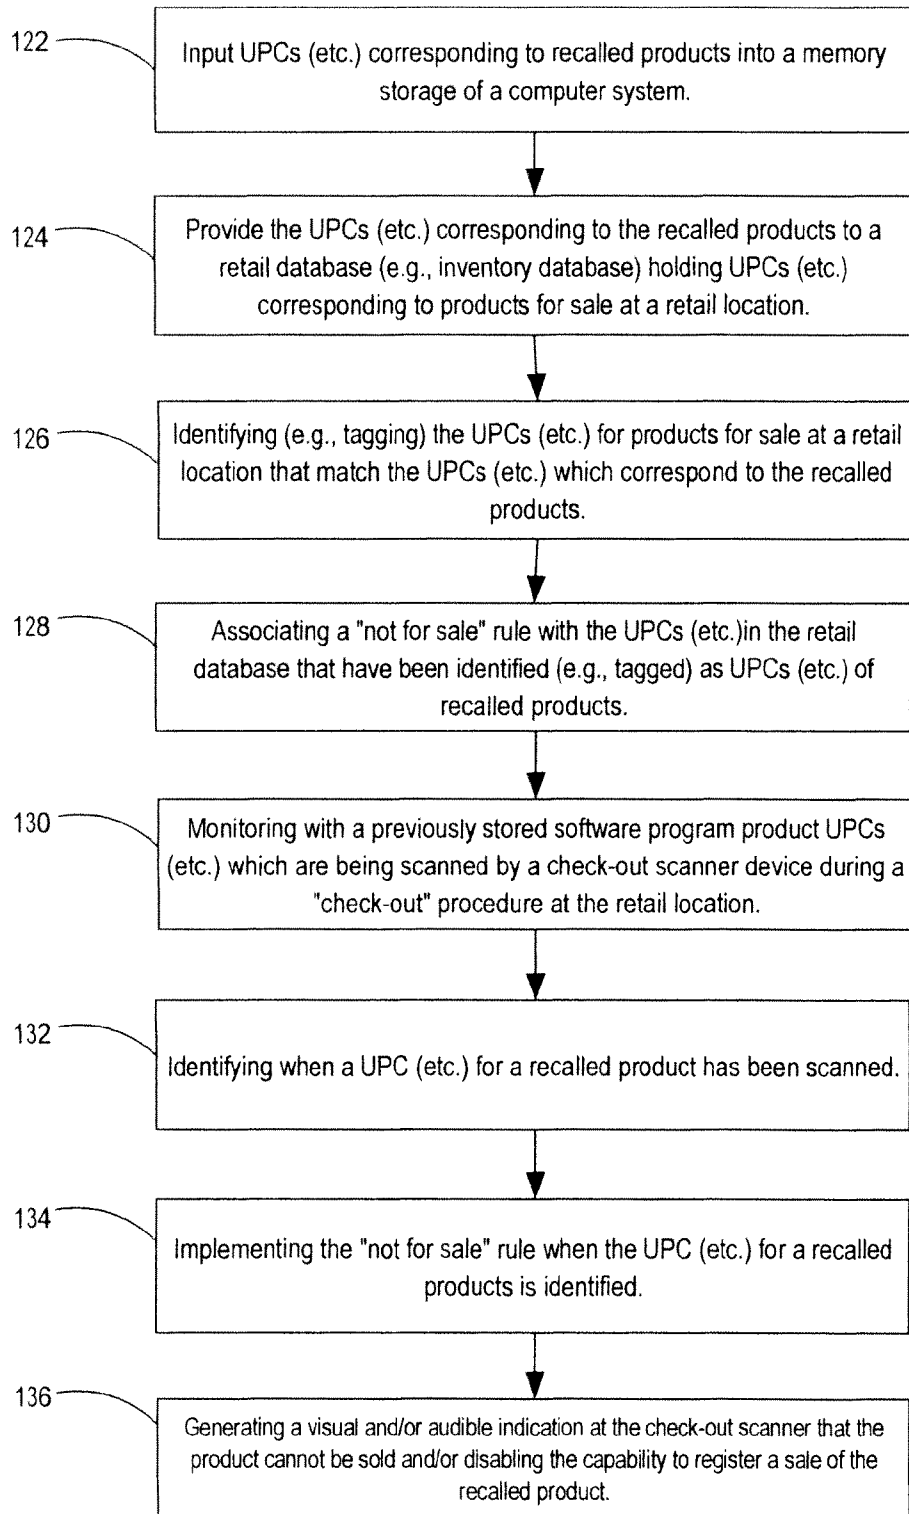 122
Input UPCs (etc.) corresponding to recalled products into a memory
storage of a computer system.
124
Provide the UPCs (etc.) corresponding to the recalled products to a
retail database (e.g., inventory database) holding UPCs (etc.)
corresponding to products for sale at a retail location.
126
Identifying (e.g., tagging) the UPCs (etc.) for products for sale at a retail
location that match the UPCs (etc.) which correspond to the recalled
products.
128
Associating a "not for sale" rule with the UPCs (etc.)in the retail
database that have been identified (e.g., tagged) as UPCs (etc.) of
recalled products.
130
Monitoring with a previously stored software program product UPCs
(etc.) which are being scanned by a check-out scanner device during a
"check-out" procedure at the retail location.
132
Identifying when a UPC (etc.) for a recalled product has been scanned.
134
Implementing the "not for sale" rule when the UPC (etc.) for a recalled
products is identified.
136
Generating a visual and/or audible indication at the check-out scanner that the
product cannot be sold and/or disabling the capability to register a sale of the
recalled product.